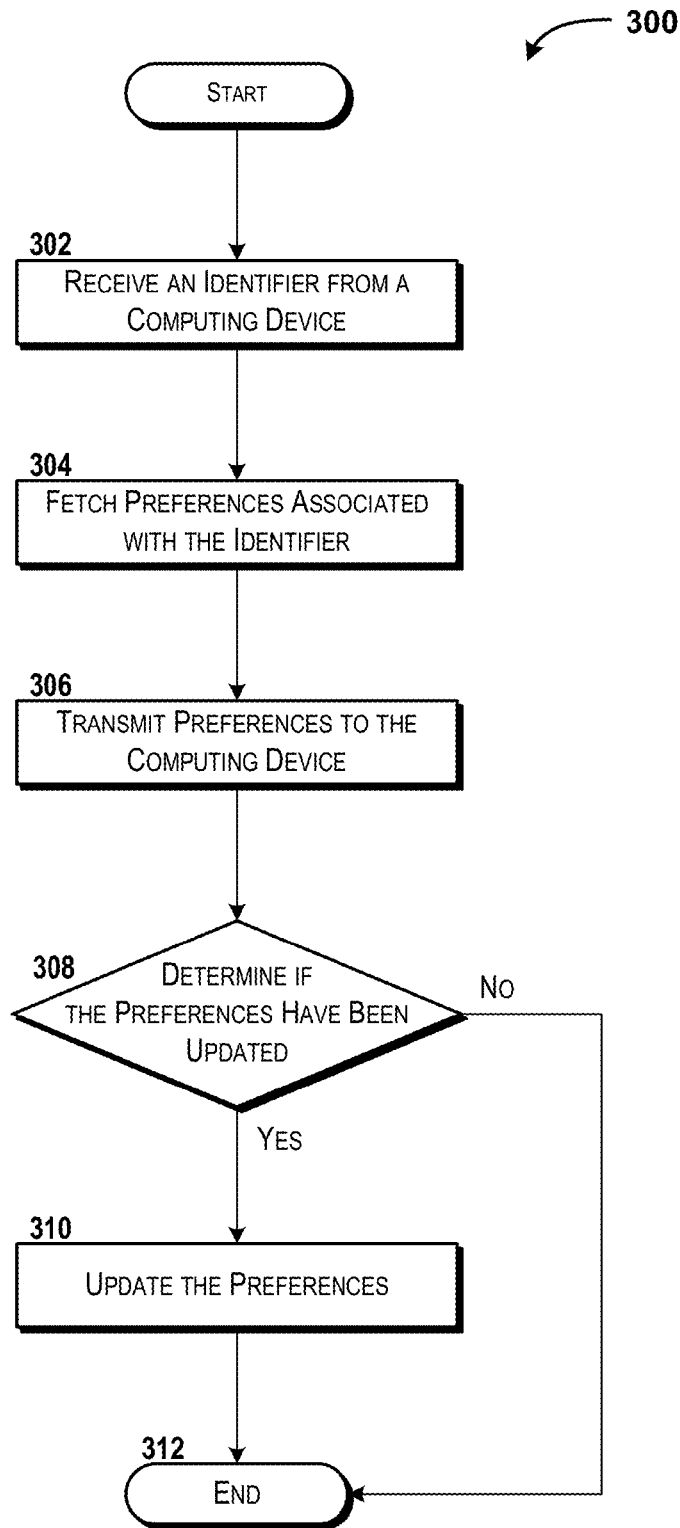 300
START
302
RECEIVE AN IDENTIFIER FROM A
COMPUTING DEVICE
304
FETCH PREFERENCES ASSOCIATED
WITH THE IDENTIFIER
306
TRANSMIT PREFERENCES TO THE
COMPUTING DEVICE
308
DETERMINE IF
THE PREFERENCES HAVE BEEN
UPDATED
NO
YES
310
UPDATE THE PREFERENCES
312
END